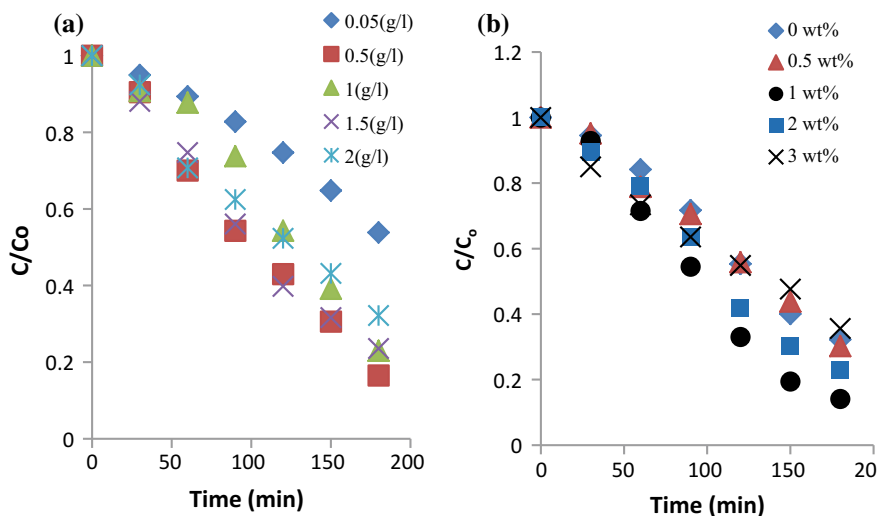 (a)
0.05(g/l)
0.5(g/l)
1(g/l)
1.5(g/l)
2(g/l)
1
0.8
0.6
0.4
0.2
0
C/Co
0 50 100 150 200
Time (min)
(b)
0 wt%
0.5 wt%
1 wt%
2 wt%
3 wt%
1.2
1
0.8
0.6
0.4
0.2
0
C/Co
0 50 100 150 20
Time (min)